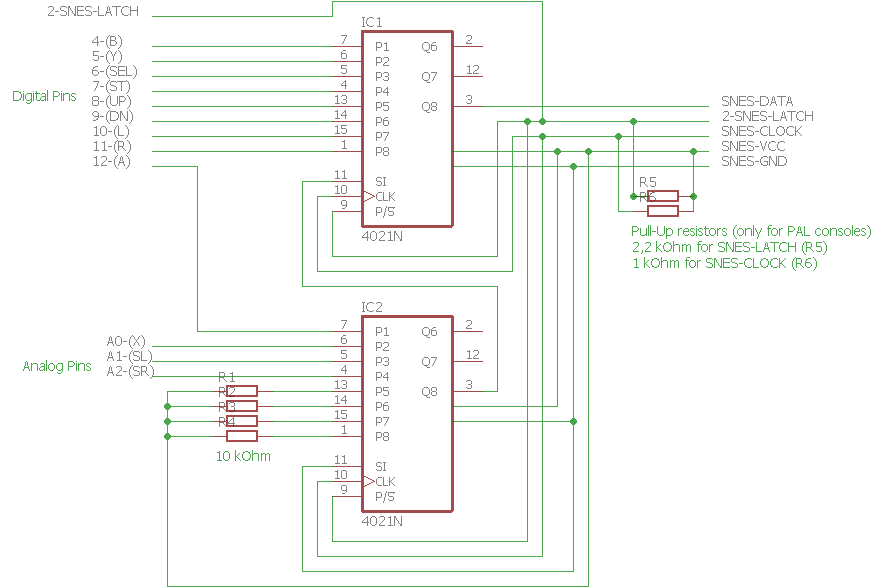 2-SNES-LATCH
IC1
4-(B)
5-(Y)
6-(SEL)
7-(ST)
8-(UP)
9-(DN)
10-(L)
11-(R)
12-(A)
Digital Pins
7 P1 Q6 2
6 P2
5 P3 Q7 12
4 P4
13 P5 Q8 3
14 P6
15 P7
1 P8
11 SI
10 CLK
9 P/S
4021N
SNES-DATA
2-SNES-LATCH
SNES-CLOCK
SNES-VCC
SNES-GND
R5
R6
Pull-Up resistors (only for PAL consoles)
2,2 kOhm for SNES-LATCH (R5)
1 kOhm for SNES-CLOCK (R6)
IC2
A0-(X)
A1-(SL)
A2-(SR)
Analog Pins
R1
R2
R3
R4
10 kOhm
7 P1 Q6 2
6 P2
5 P3 Q7 12
4 P4
13 P5 Q8 3
14 P6
15 P7
1 P8
11 SI
10 CLK
9 P/S
4021N